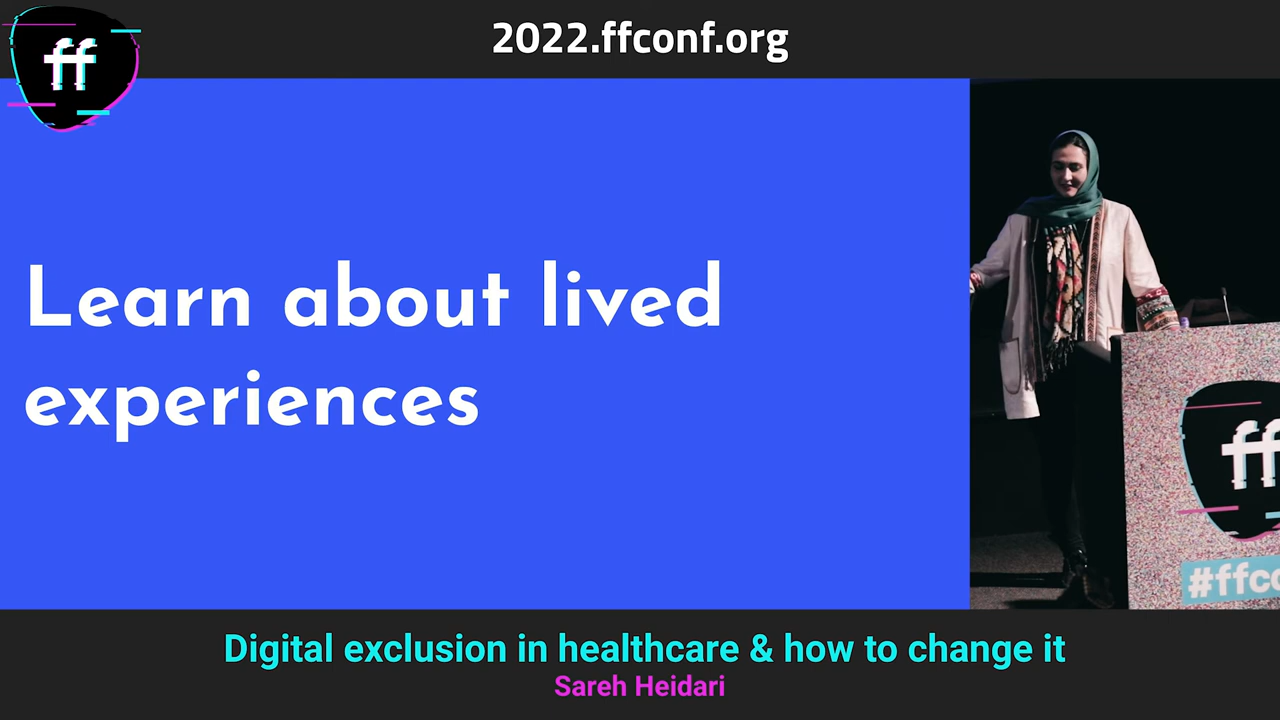 2022.ffconf.org
ff
Learn about lived
experiences
ff
#ffco
Digital exclusion in healthcare & how to change it
Sareh Heidari